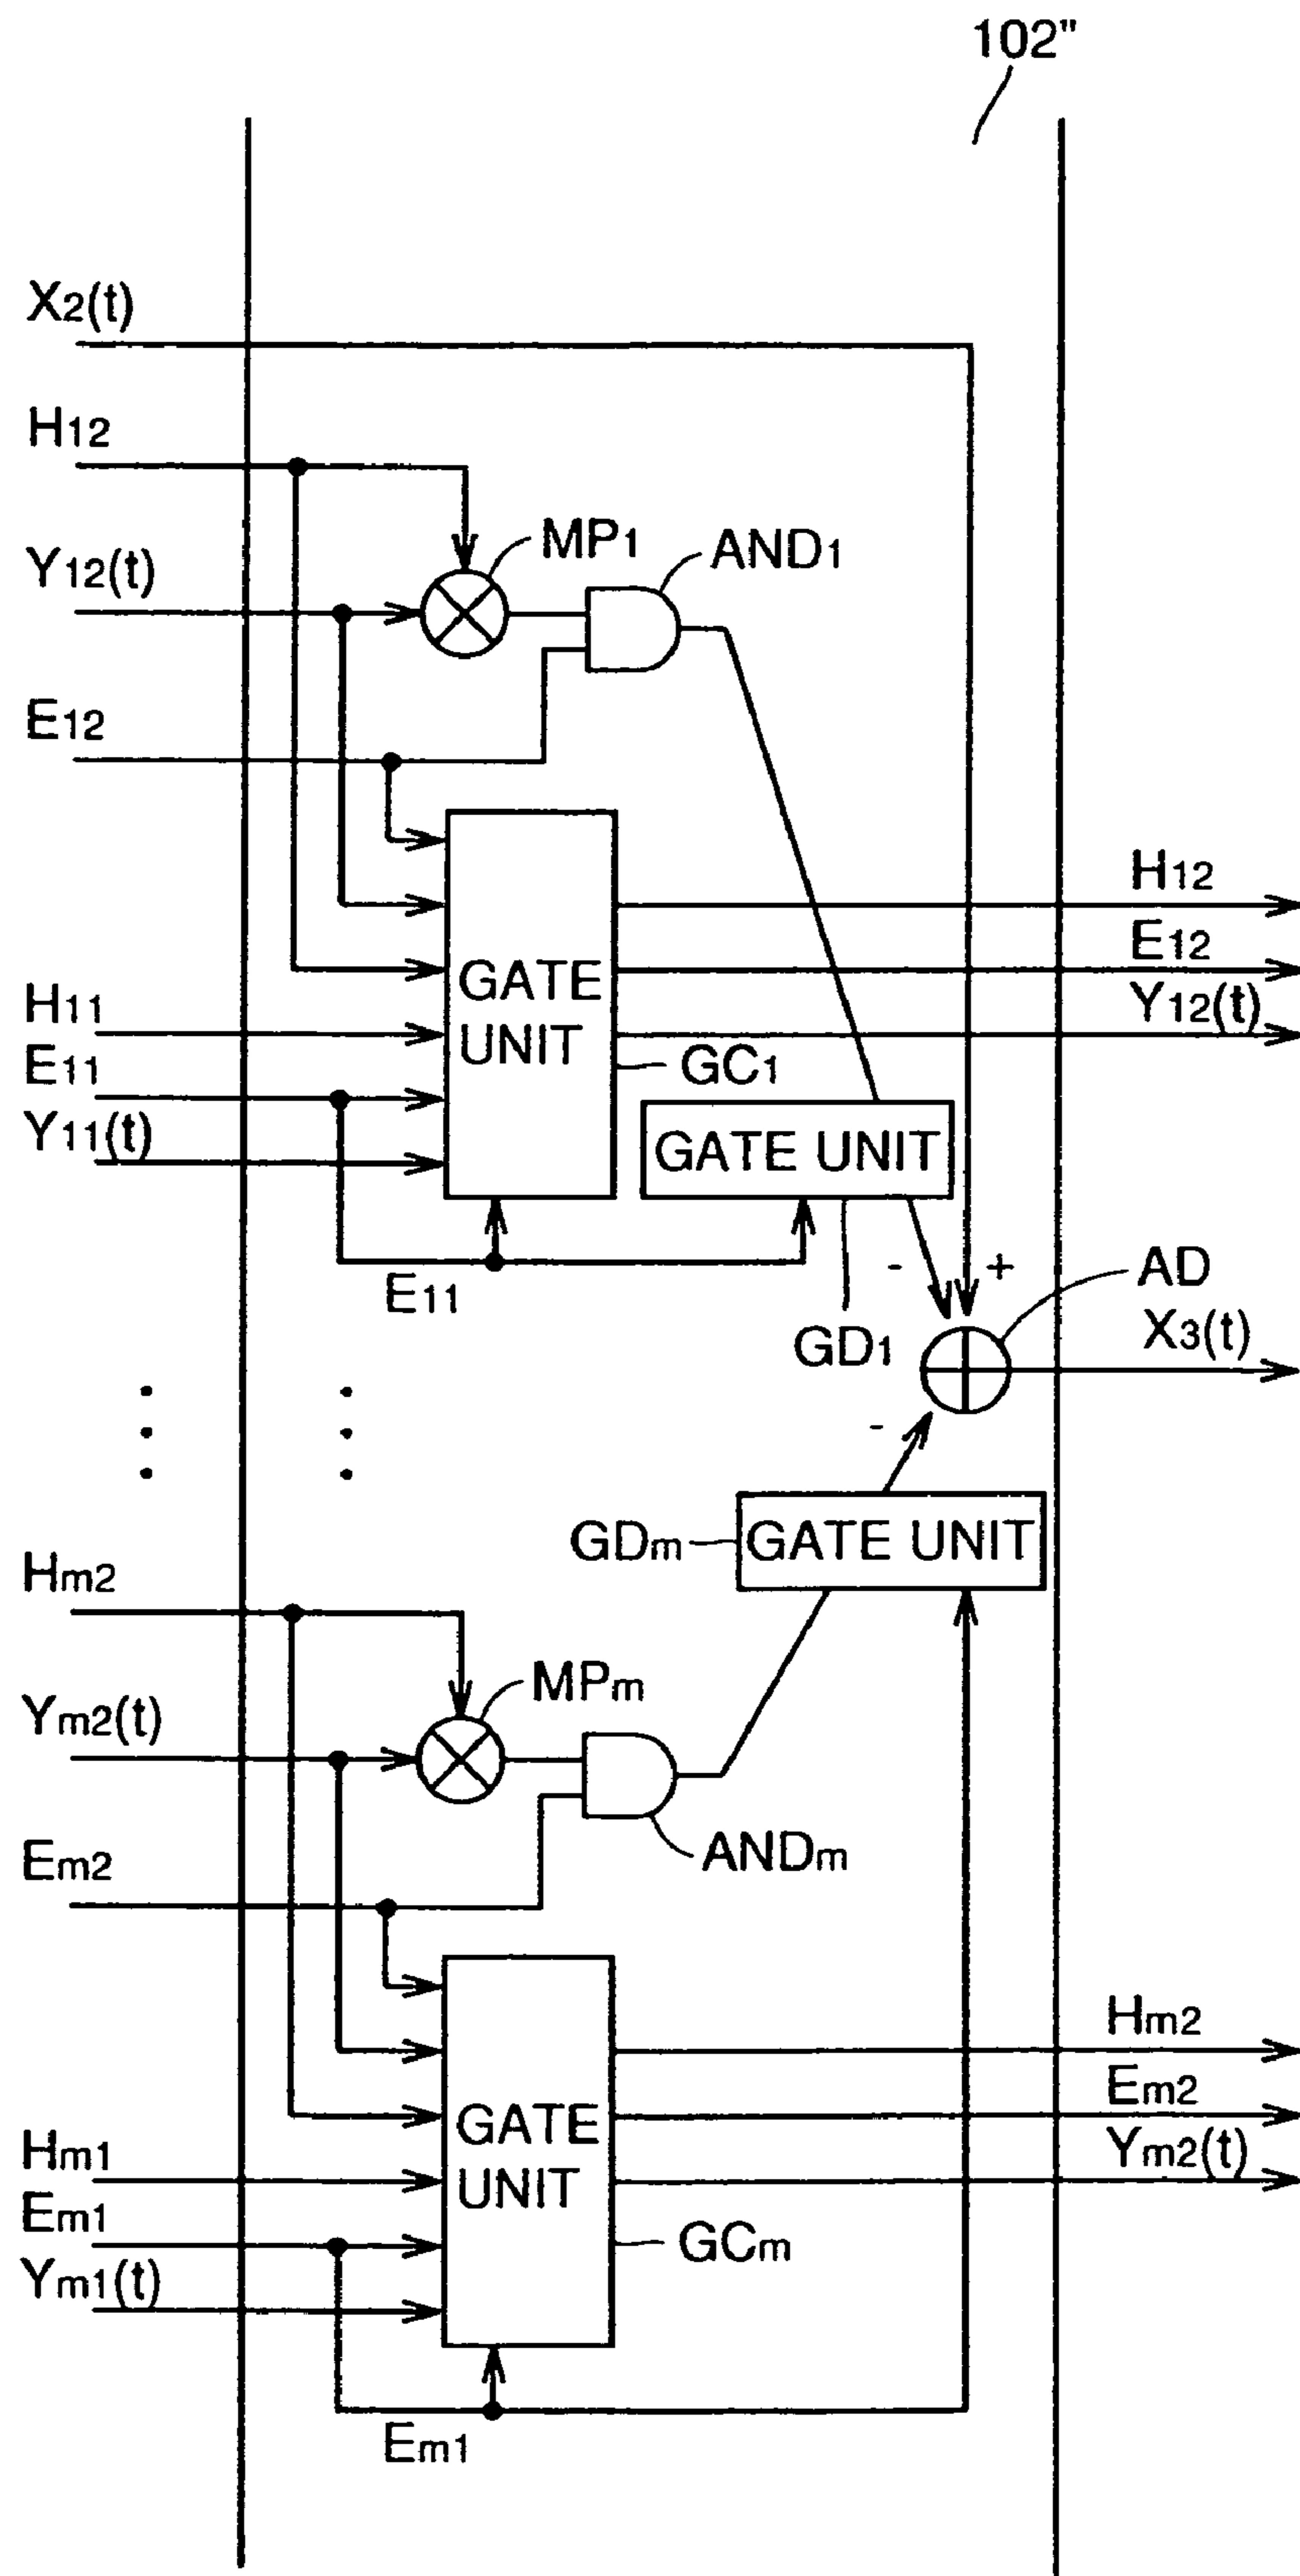 102"
X2(t)
H12
MP1
AND1
Y12(t)
E12
H12
E12
Y12(t)
GATE
UNIT
H11
E11
Y11(t)
GC1
GATE UNIT
E11
- +
AD
X3(t)
GD1
-
GDm
GATE UNIT
Hm2
MPm
Ym2(t)
ANDm
Em2
Hm2
Em2
Ym2(t)
GATE
UNIT
Hm1
Em1
Ym1(t)
GCm
Em1